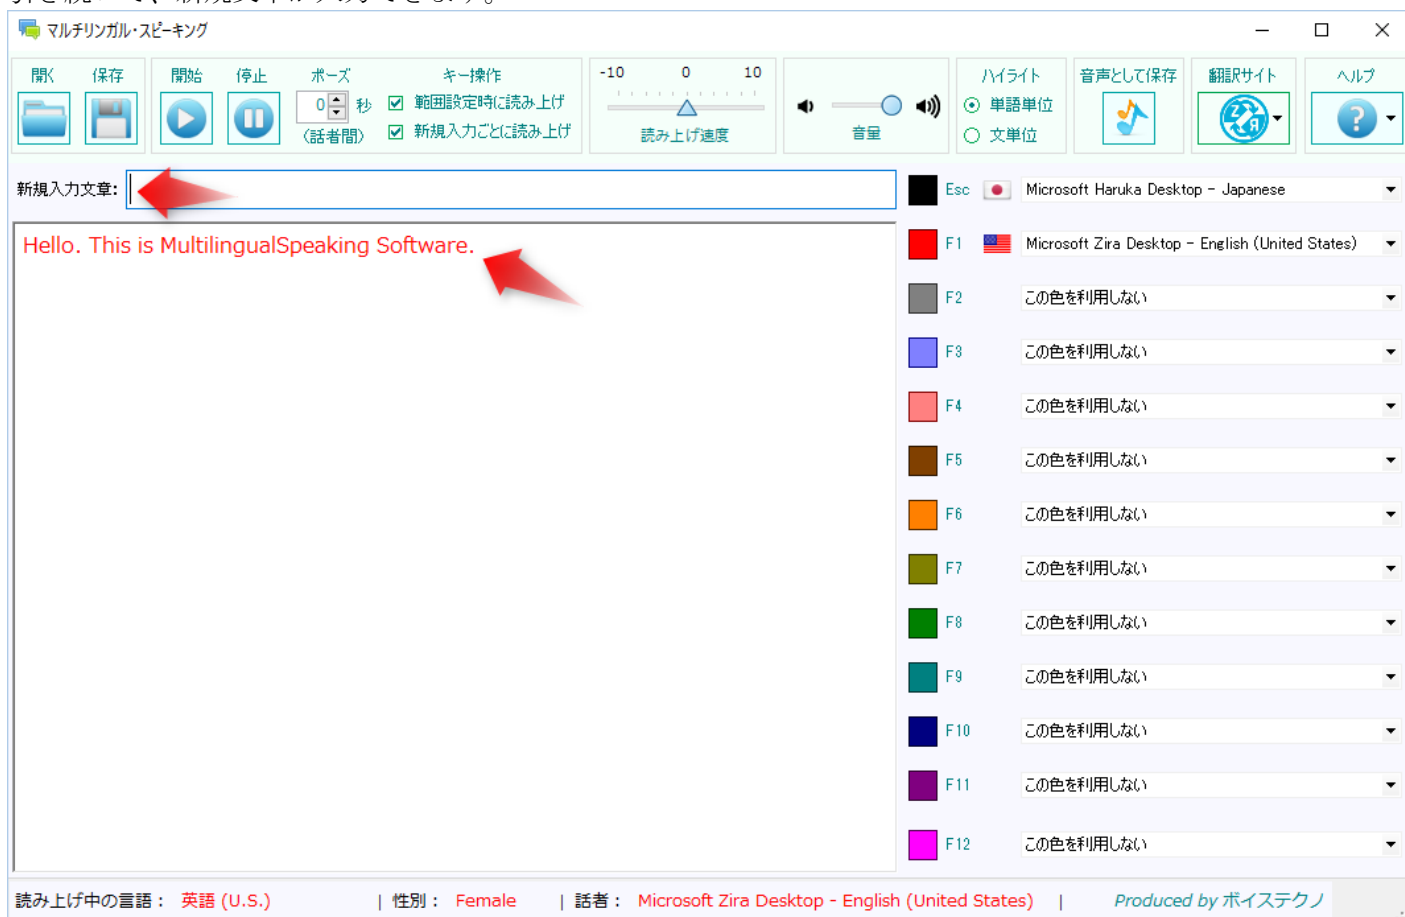 マルチリンガル・スピーキング
開く 保存 開始 停止 ポーズ キー操作 -10 0 10 ハイライト 音声として保存 翻訳サイト ヘルプ
0 秒 範囲設定時に読み上げ 単語単位
(話者間) 新規入力ごとに読み上げ 読み上げ速度 音量 文単位
新規入力文章: Esc Microsoft Haruka Desktop - Japanese
Hello. This is MultilingualSpeaking Software. F1 Microsoft Zira Desktop - English (United States)
F2 この色を利用しない
F3 この色を利用しない
F4 この色を利用しない
F5 この色を利用しない
F6 この色を利用しない
F7 この色を利用しない
F8 この色を利用しない
F9 この色を利用しない
F10 この色を利用しない
F11 この色を利用しない
F12 この色を利用しない
読み上げ中の言語: 英語 (U.S.) | 性別: Female | 話者: Microsoft Zira Desktop - English (United States) | Produced by ボイステクノ